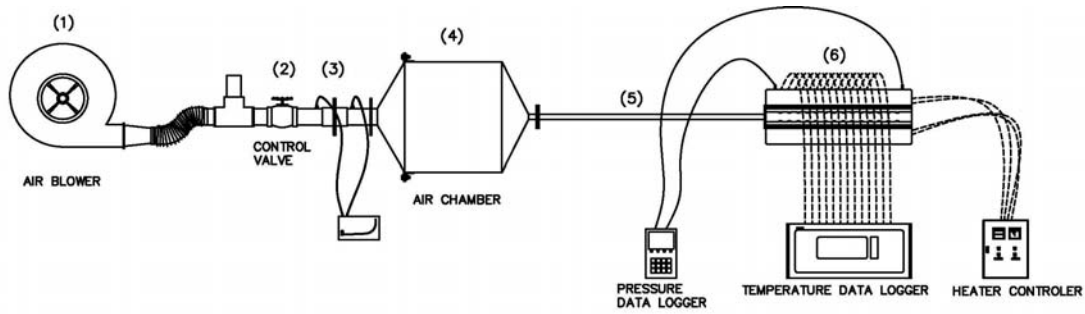 (1)
(2)
(3)
(4)
(5)
(6)
CONTROL
VALVE
AIR BLOWER
AIR CHAMBER
PRESSURE
DATA LOGGER
TEMPERATURE DATA LOGGER
HEATER CONTROLER